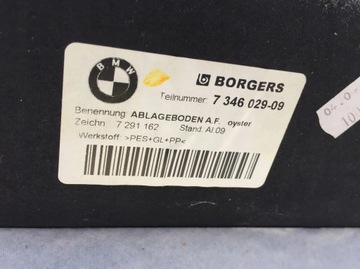 BMW
BORGERS
Teilnummer: 7 346 029-09
Benennung: ABLAGEBODEN A.F. oyster
Zeichn 7 291 162 Stand. AI 09
Werkstoff: >PES+GL+PP<